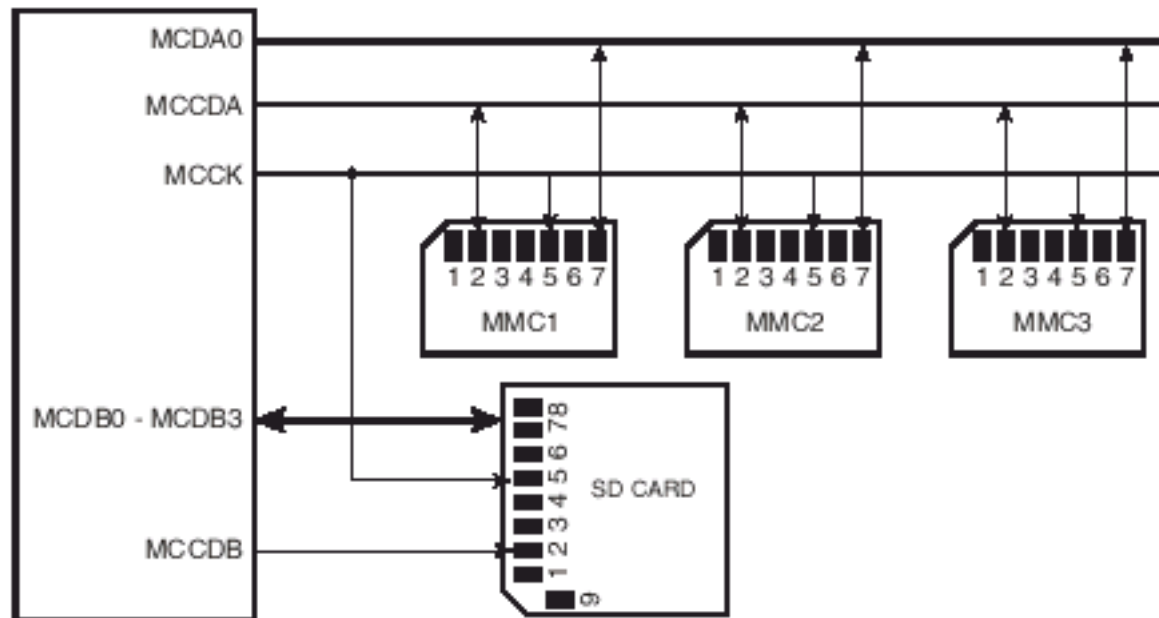 MCDA0
MCCDA
MCCK
1 2 3 4 5 6 7
MMC1
1 2 3 4 5 6 7
MMC2
1 2 3 4 5 6 7
MMC3
MCDB0 - MCDB3
1 2 3 4 5 6 7 8
9
SD CARD
MCCDB